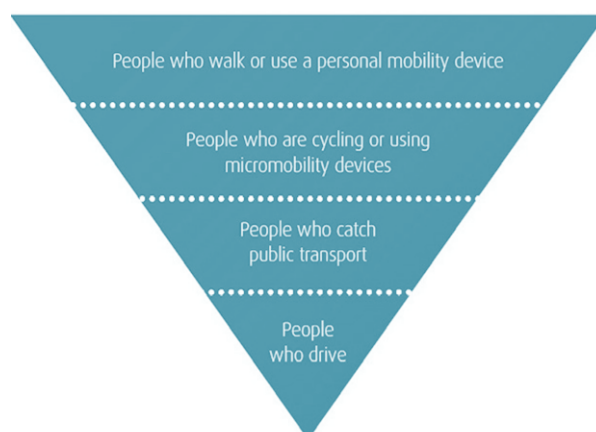 People who walk or use a personal mobility device
People who are cycling or using
micromobility devices
People who catch
public transport
People
who drive